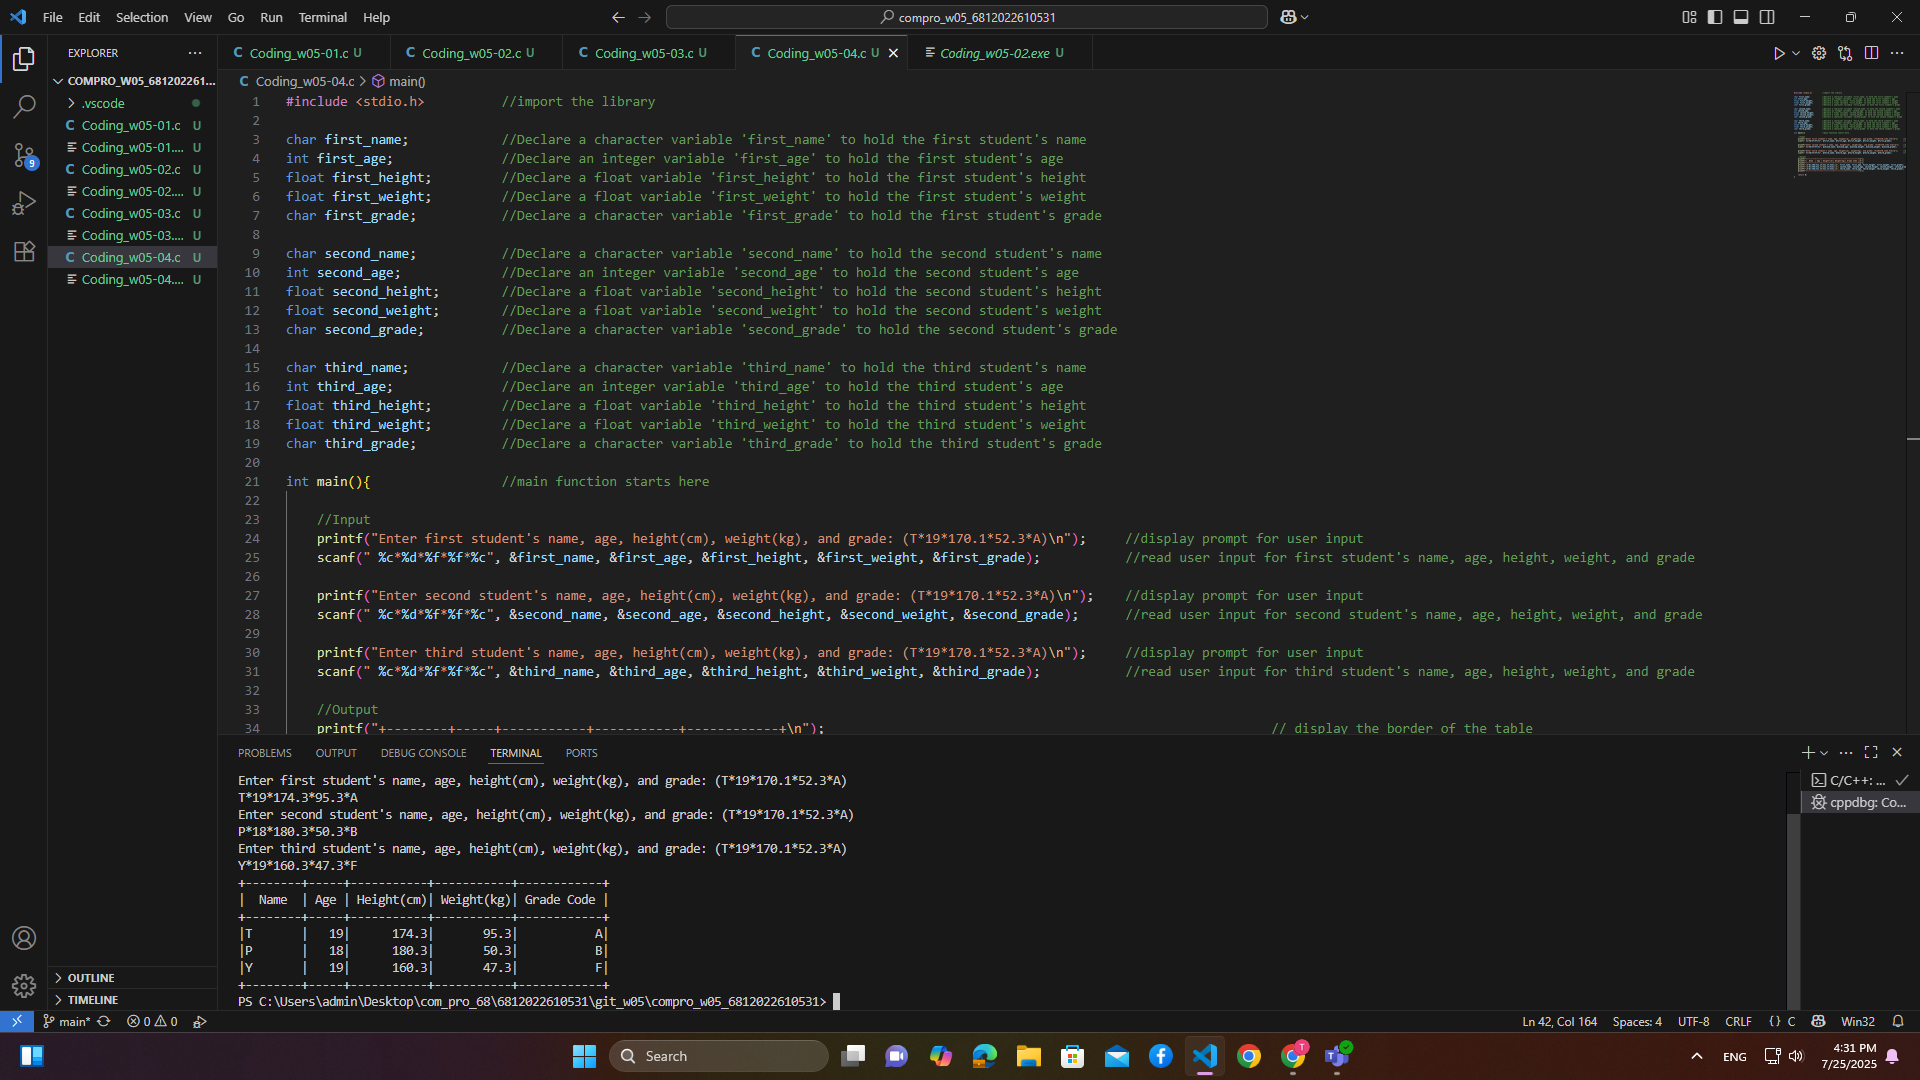 File Edit Selection View Go Run Terminal Help
compro_w05_6812022610531
EXPLORER
COMPRO_W05_681202261...
.vscode
Coding_w05-01.c U
Coding_w05-01.... U
Coding_w05-02.c U
Coding_w05-02.... U
Coding_w05-03.c U
Coding_w05-03.... U
Coding_w05-04.c U
Coding_w05-04.... U
OUTLINE
TIMELINE
9
C Coding_w05-01.c U C Coding_w05-02.c U C Coding_w05-03.c U C Coding_w05-04.c U Coding_w05-02.exe U
C Coding_w05-04.c > main()
1 #include <stdio.h> //import the library
2
3 char first_name; //Declare a character variable 'first_name' to hold the first student's name
4 int first_age; //Declare an integer variable 'first_age' to hold the first student's age
5 float first_height; //Declare a float variable 'first_height' to hold the first student's height
6 float first_weight; //Declare a float variable 'first_weight' to hold the first student's weight
7 char first_grade; //Declare a character variable 'first_grade' to hold the first student's grade
8
9 char second_name; //Declare a character variable 'second_name' to hold the second student's name
10 int second_age; //Declare an integer variable 'second_age' to hold the second student's age
11 float second_height; //Declare a float variable 'second_height' to hold the second student's height
12 float second_weight; //Declare a float variable 'second_weight' to hold the second student's weight
13 char second_grade; //Declare a character variable 'second_grade' to hold the second student's grade
14
15 char third_name; //Declare a character variable 'third_name' to hold the third student's name
16 int third_age; //Declare an integer variable 'third_age' to hold the third student's age
17 float third_height; //Declare a float variable 'third_height' to hold the third student's height
18 float third_weight; //Declare a float variable 'third_weight' to hold the third student's weight
19 char third_grade; //Declare a character variable 'third_grade' to hold the third student's grade
20
21 int main(){ //main function starts here
22
23 //Input
24 printf("Enter first student's name, age, height(cm), weight(kg), and grade: (T*19*170.1*52.3*A)\n"); //display prompt for user input
25 scanf(" %c*%d*%f*%f*%c", &first_name, &first_age, &first_height, &first_weight, &first_grade); //read user input for first student's name, age, height, weight, and grade
26
27 printf("Enter second student's name, age, height(cm), weight(kg), and grade: (T*19*170.1*52.3*A)\n"); //display prompt for user input
28 scanf(" %c*%d*%f*%f*%c", &second_name, &second_age, &second_height, &second_weight, &second_grade); //read user input for second student's name, age, height, weight, and grade
29
30 printf("Enter third student's name, age, height(cm), weight(kg), and grade: (T*19*170.1*52.3*A)\n"); //display prompt for user input
31 scanf(" %c*%d*%f*%f*%c", &third_name, &third_age, &third_height, &third_weight, &third_grade); //read user input for third student's name, age, height, weight, and grade
32
33 //Output
34 printf("+--------+-----+-----------+-----------+------------+\n"); // display the border of the table
PROBLEMS OUTPUT DEBUG CONSOLE TERMINAL PORTS
Enter first student's name, age, height(cm), weight(kg), and grade: (T*19*170.1*52.3*A)
T*19*174.3*95.3*A
Enter second student's name, age, height(cm), weight(kg), and grade: (T*19*170.1*52.3*A)
P*18*180.3*50.3*B
Enter third student's name, age, height(cm), weight(kg), and grade: (T*19*170.1*52.3*A)
Y*19*160.3*47.3*F
+--------+-----+-----------+-----------+------------+
|  Name  | Age | Height(cm)| Weight(kg)| Grade Code |
+--------+-----+-----------+-----------+------------+
|T       |   19|      174.3|       95.3|           A|
|P       |   18|      180.3|       50.3|           B|
|Y       |   19|      160.3|       47.3|           F|
+--------+-----+-----------+-----------+------------+
PS C:\Users\admin\Desktop\com_pro_68\6812022610531\git_w05\compro_w05_6812022610531>
C/C++: ...
cppdbg: Co...
main* 0 0
Ln 42, Col 164 Spaces: 4 UTF-8 CRLF {} C Win32
Search
T
ENG
4:31 PM
7/25/2025